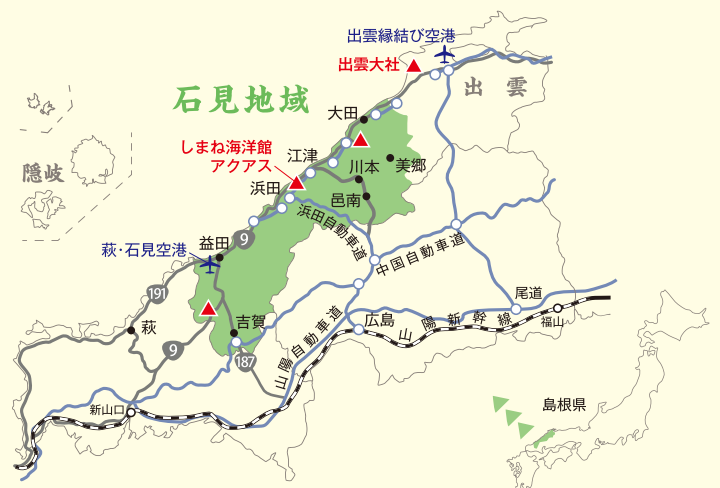 出雲縁結び空港
出雲大社
出雲
石見地域
大田
しまね海洋館
アクアス
江津
川本
美郷
隠岐
浜田
邑南
浜田自動車道
益田
9
萩・石見空港
中国自動車道
191
尾道
萩
吉賀
広島
山陽新幹線
福山
9
187
山陽自動車道
新山口
島根県